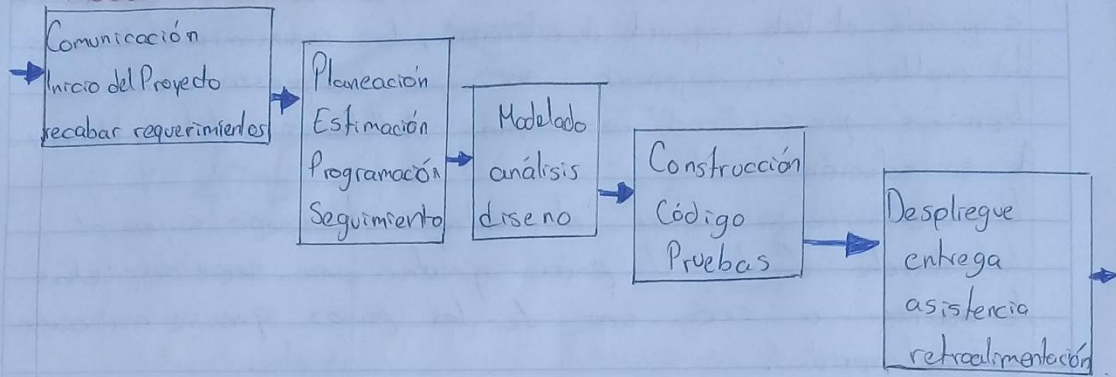 Comunicación
Inicio del Proyecto
recabar requerimientos
Planeación
Estimación
Programación
Seguimiento
Modelado
análisis
diseno
Construcción
Código
Pruebas
Despliegue
entrega
asistencia
retroalimentación